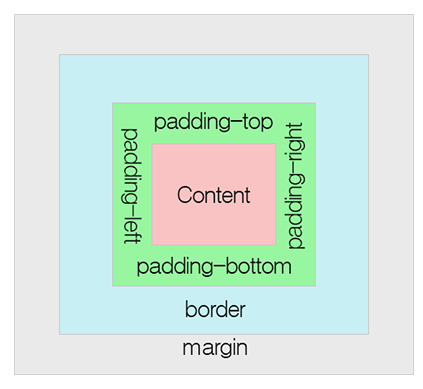 padding-top
padding-left
padding-right
Content
padding-bottom
border
margin